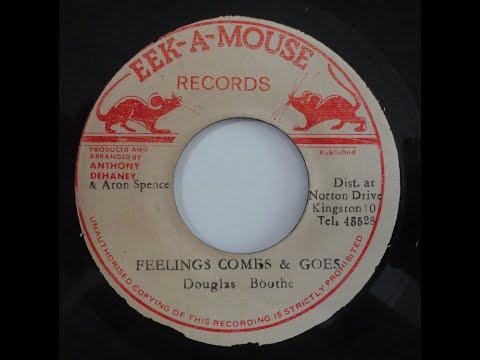 EEK-A-MOUSE
RECORDS
PRODUCED AND
ARRANGED BY
ANTHONY
DEHANEY
& Aron Spence
Published
Dist. at
Norton Drive
Kingston 10
Tel: 45528
FEELINGS COMES & GOES
Douglas Boothe
UNAUTHORISED COPYING OF THIS RECORDING IS STRICTLY PROHIBITED